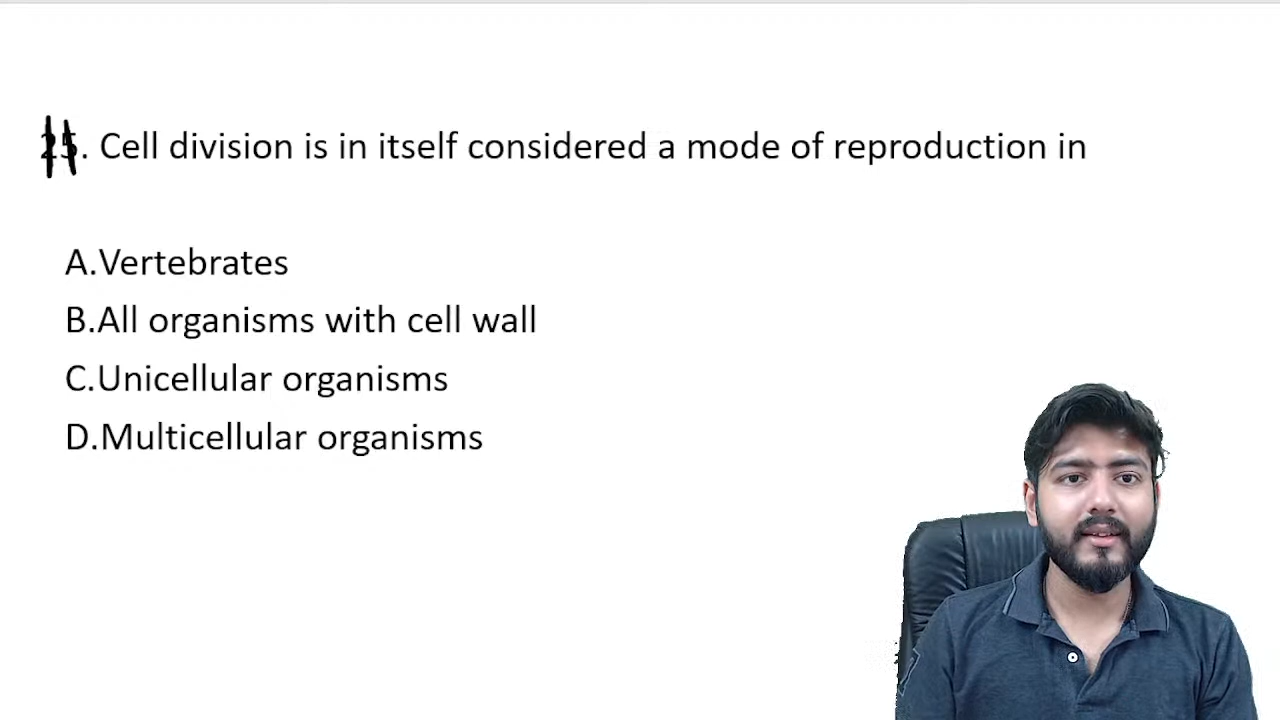 25. Cell division is in itself considered a mode of reproduction in
A.Vertebrates
B.All organisms with cell wall
C.Unicellular organisms
D.Multicellular organisms